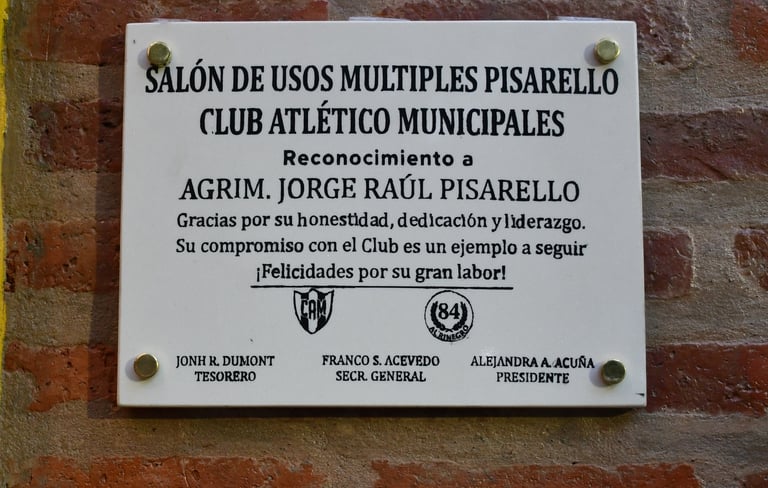 SALÓN DE USOS MULTIPLES PISARELLO
CLUB ATLÉTICO MUNICIPALES
Reconocimiento a
AGRIM. JORGE RAÚL PISARELLO
Gracias por su honestidad, dedicación y liderazgo.
Su compromiso con el Club es un ejemplo a seguir
¡Felicidades por su gran labor!
CAM
84
ALBINEGRO
JONH R. DUMONT
TESORERO
FRANCO S. ACEVEDO
SECR. GENERAL
ALEJANDRA A. ACUÑA
PRESIDENTE